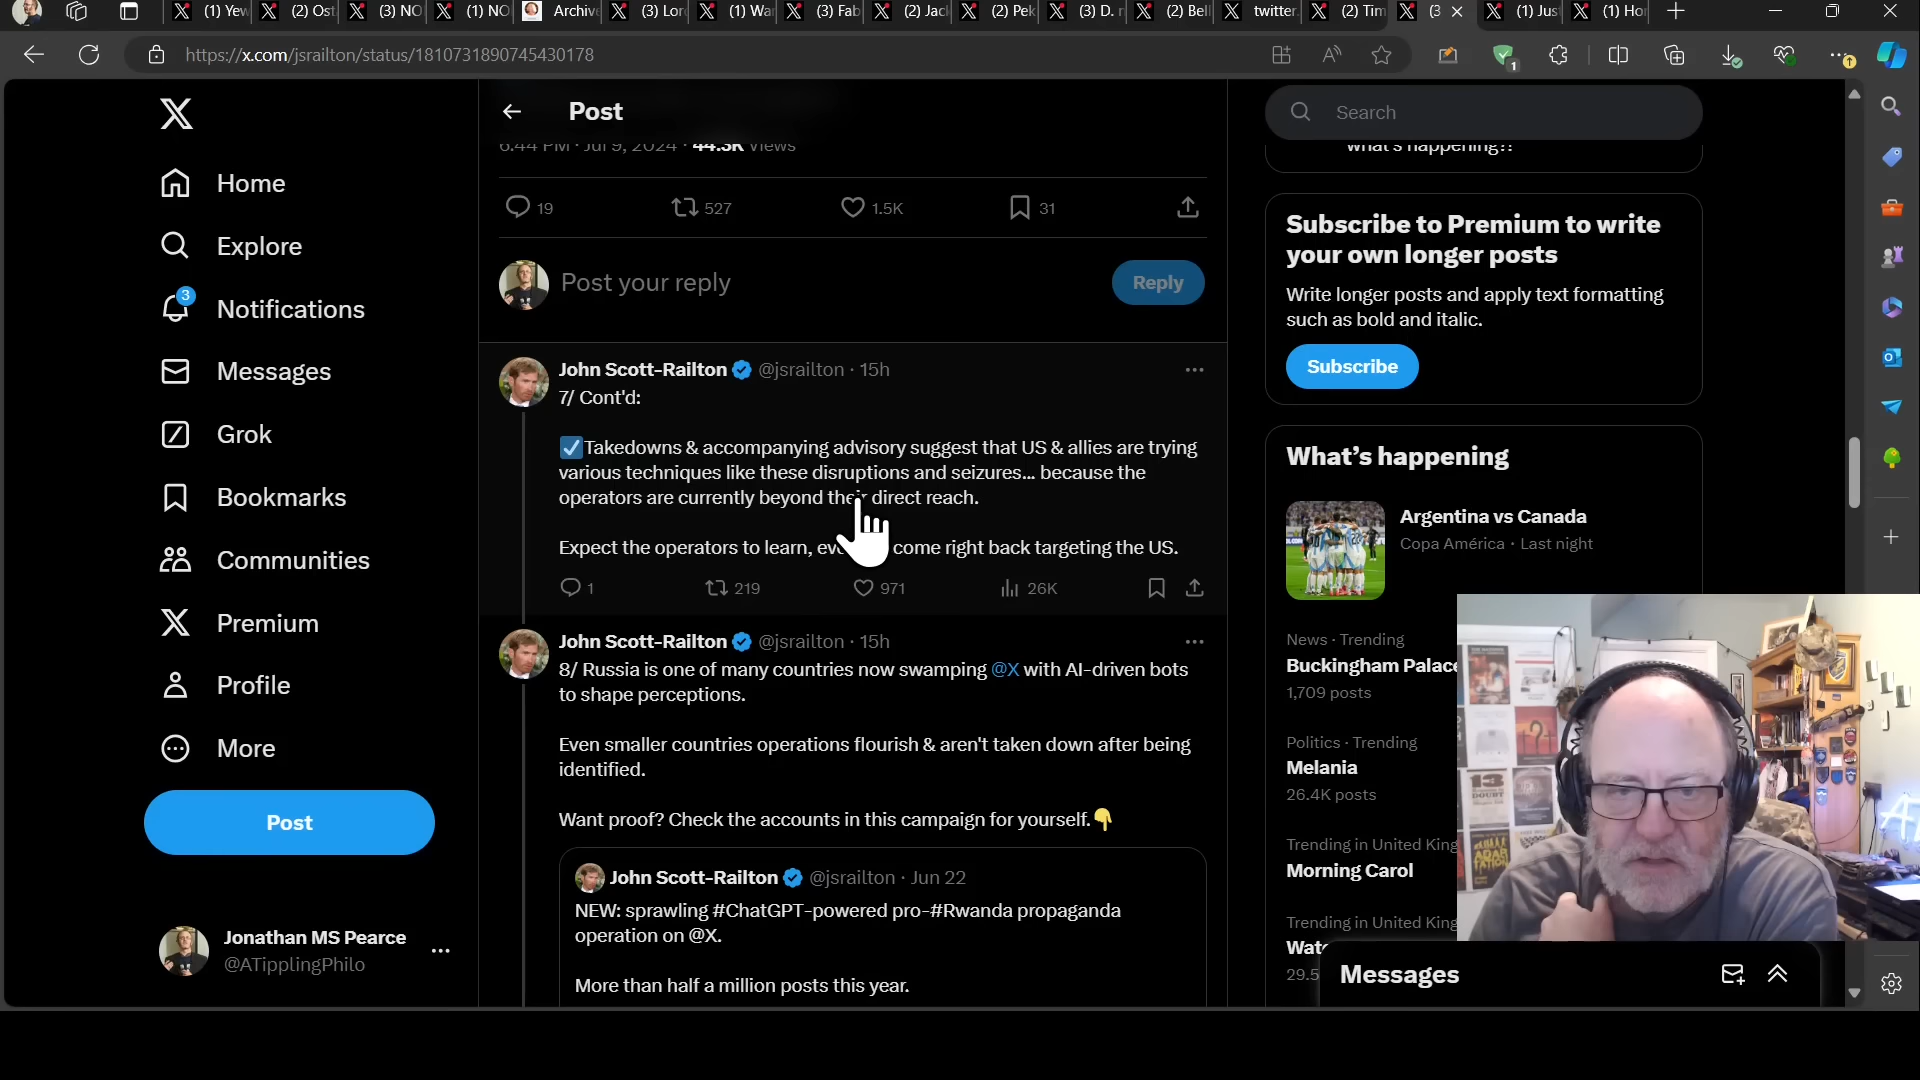 (1) Yew
(2) Ost
(3) NO
(1) NO
Archiv
(3) Lor
(1) Wa
(3) Fab
(2) Jac
(2) Pek
(3) D. r
(2) Bel
twitter.
(2) Tim
(3
(1) Jus
(1) Ho
https://x.com/jsrailton/status/1810731890745430178
1
Home
Explore
3
Notifications
Messages
Grok
Bookmarks
Communities
Premium
Profile
More
Post
Jonathan MS Pearce
@ATipplingPhilo
Post
6:44 PM · Jul 9, 2024 · 44.3K Views
19 527 1.5K 31
Post your reply
Reply
John Scott-Railton @jsrailton · 15h
7/ Cont'd:
☑Takedowns & accompanying advisory suggest that US & allies are trying
various techniques like these disruptions and seizures... because the
operators are currently beyond their direct reach.
Expect the operators to learn, come right back targeting the US.
1 219 971 26K
John Scott-Railton @jsrailton · 15h
8/ Russia is one of many countries now swamping @X with AI-driven bots
to shape perceptions.
Even smaller countries operations flourish & aren't taken down after being
identified.
Want proof? Check the accounts in this campaign for yourself.👇
John Scott-Railton @jsrailton · Jun 22
NEW: sprawling #ChatGPT-powered pro-#Rwanda propaganda
operation on @X.
More than half a million posts this year.
Search
What's happening?!
Subscribe to Premium to write
your own longer posts
Write longer posts and apply text formatting
such as bold and italic.
Subscribe
What's happening
Argentina vs Canada
Copa América · Last night
News · Trending
Buckingham Palace
1,709 posts
Politics · Trending
Melania
26.4K posts
Trending in United King
Morning Carol
Trending in United King
Wat
29.5
Messages